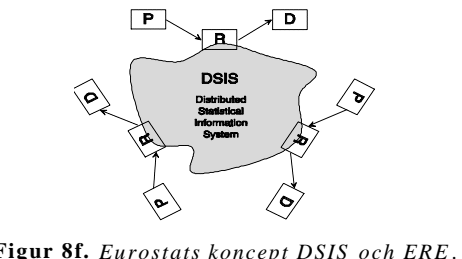 P D
R
DSIS
Distributed
Statistical
Information
System
D P
R R
P D
Figur 8f. Eurostats koncept DSIS och ERE.